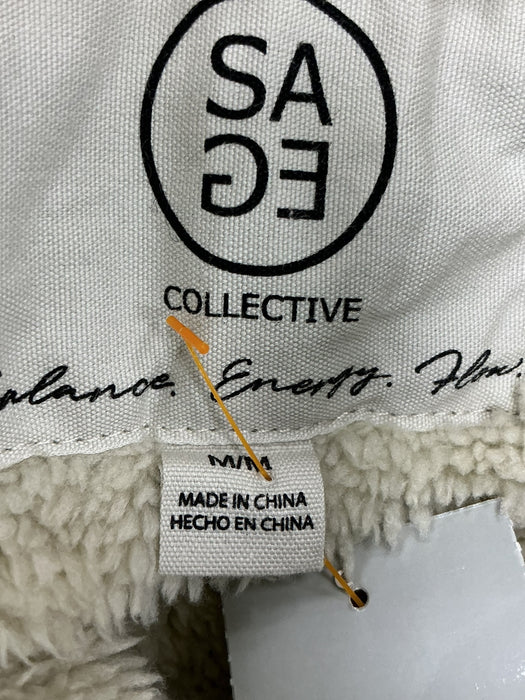 SA
GE
COLLECTIVE
Balance. Energy. Flow.
M/M
MADE IN CHINA
HECHO EN CHINA